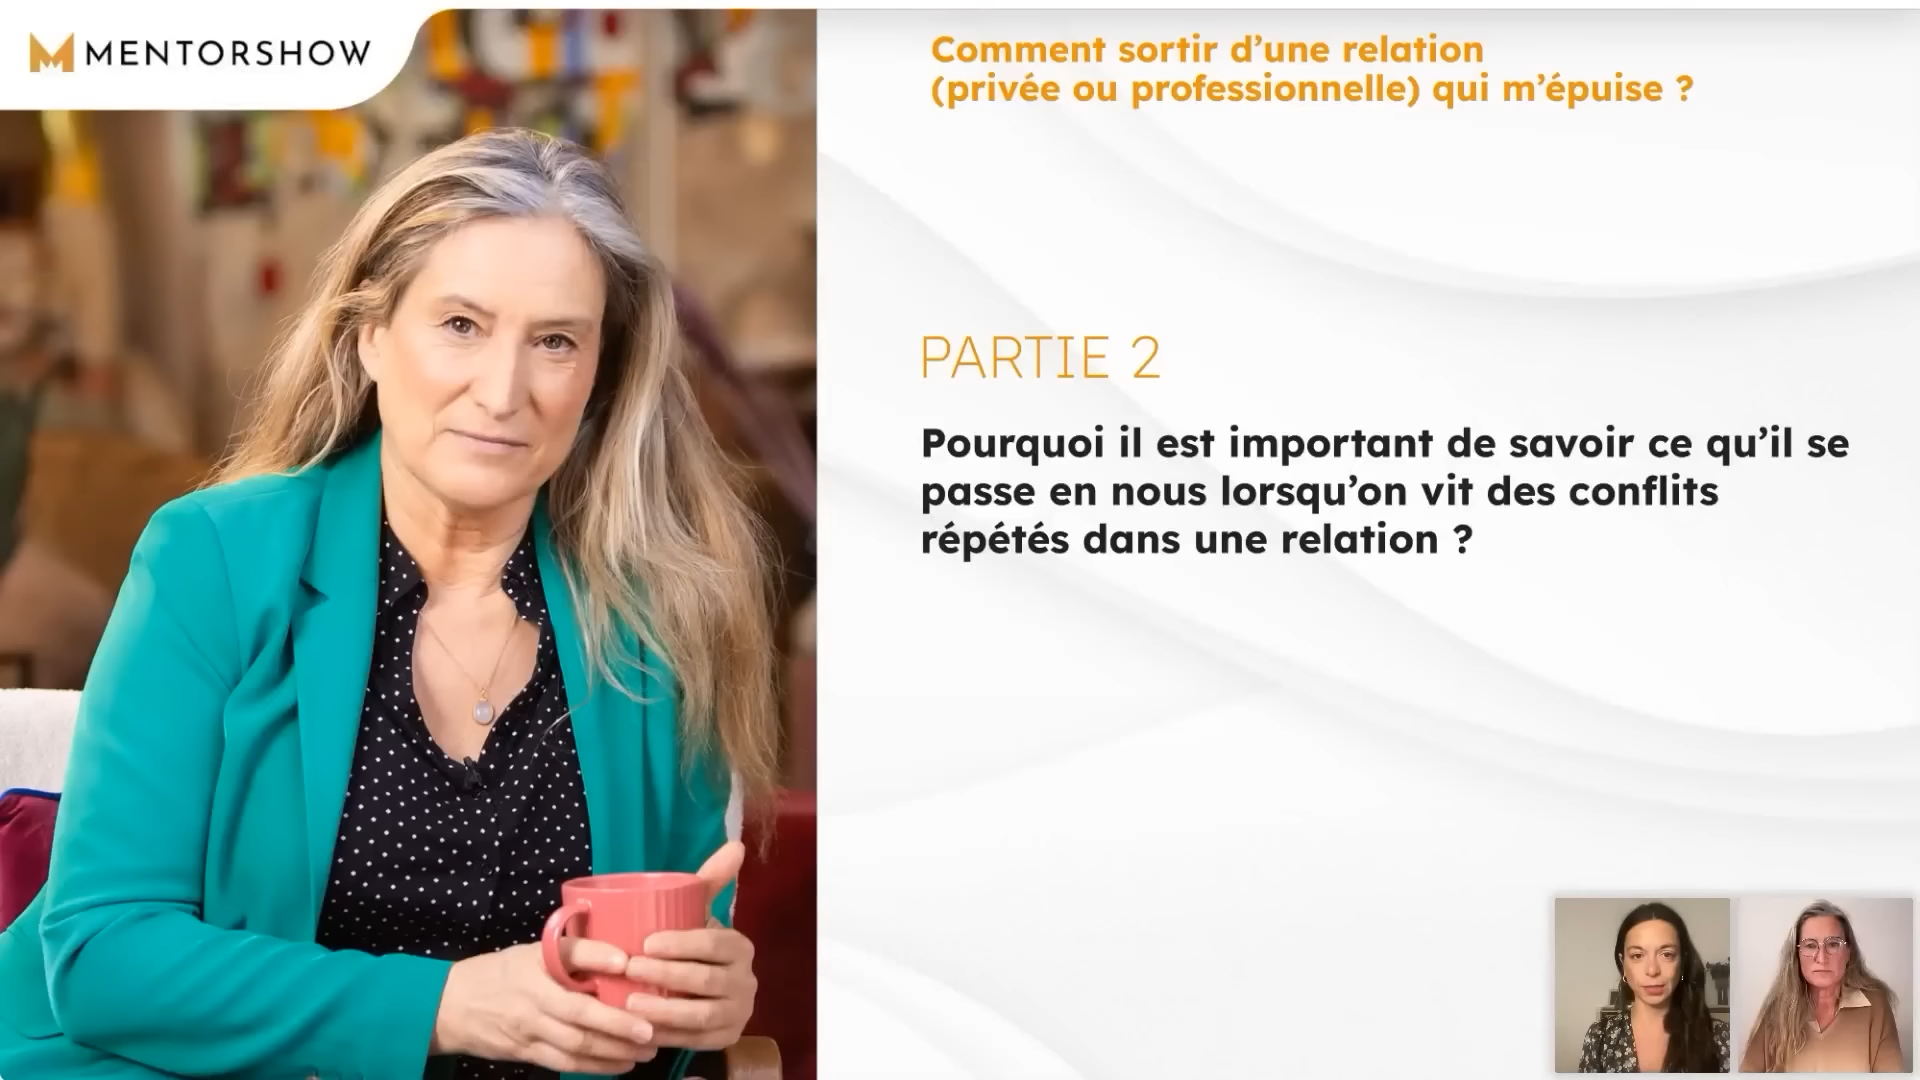 MENTORSHOW
Comment sortir d’une relation
(privée ou professionnelle) qui m’épuise ?
PARTIE 2
Pourquoi il est important de savoir ce qu’il se
passe en nous lorsqu’on vit des conflits
répétés dans une relation ?